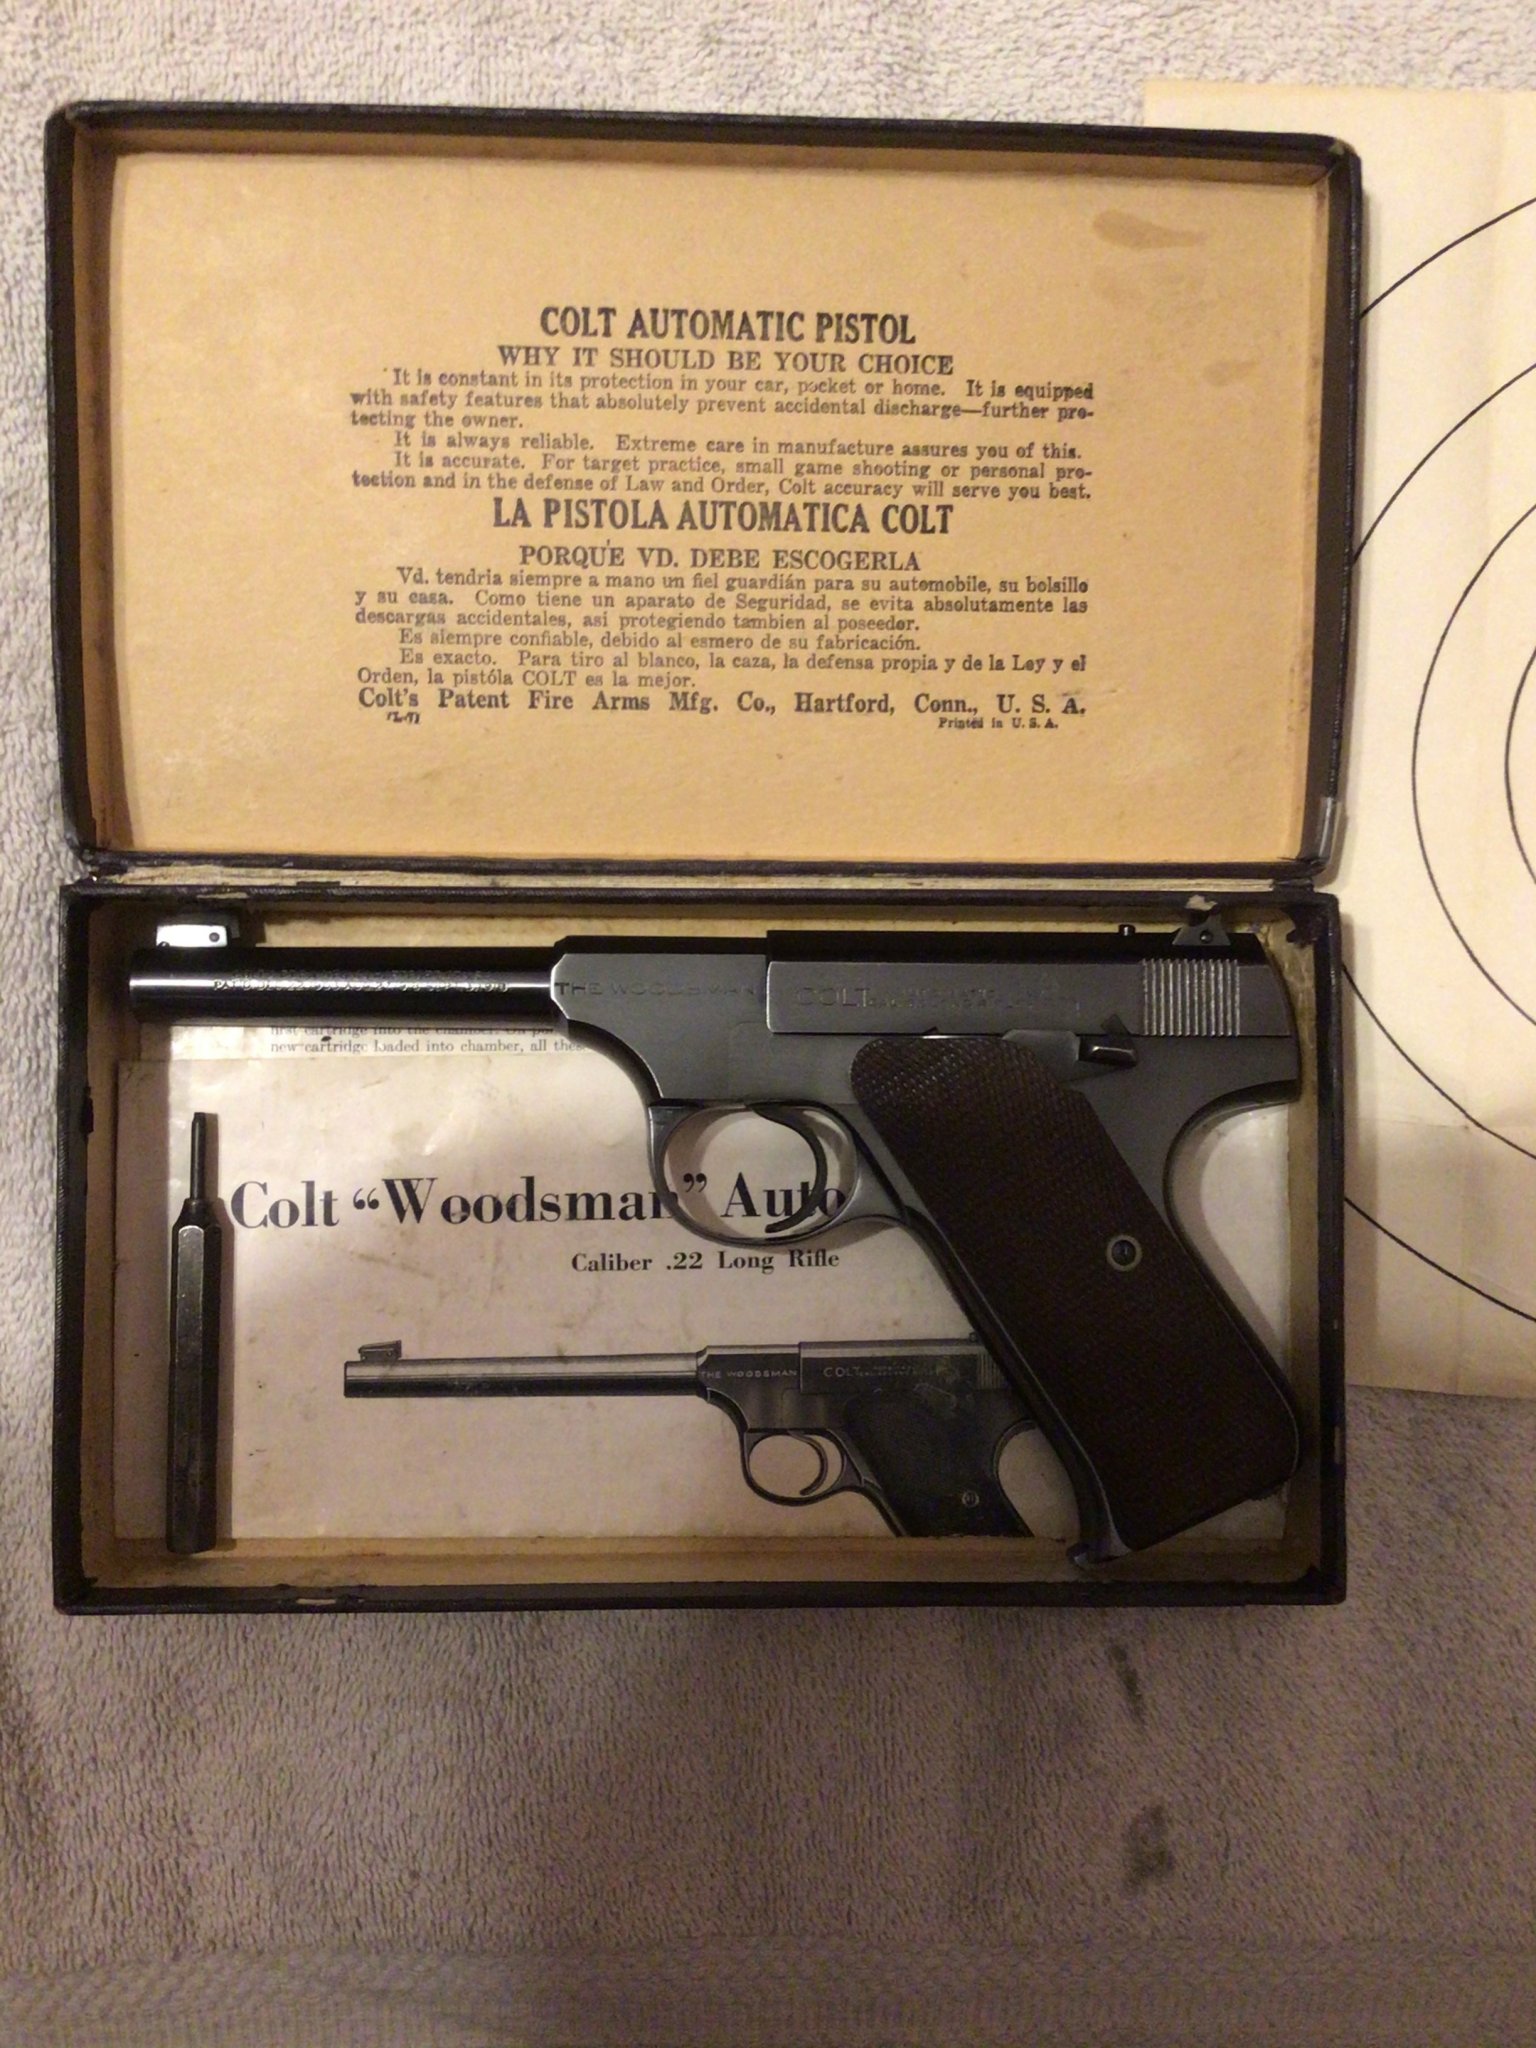 COLT AUTOMATIC PISTOL
WHY IT SHOULD BE YOUR CHOICE
It is constant in its protection in your car, pocket or home. It is equipped
with safety features that absolutely prevent accidental discharge—further pro-
tecting the owner.
It is always reliable. Extreme care in manufacture assures you of this.
It is accurate. For target practice, small game shooting or personal pro-
tection and in the defense of Law and Order, Colt accuracy will serve you best.
LA PISTOLA AUTOMATICA COLT
PORQUE VD. DEBE ESCOGERLA
Vd. tendria siempre a mano un fiel guardián para su automobile, su bolsillo
y su casa. Como tiene un aparato de Seguridad, se evita absolutamente las
descargas accidentales, asi protegiendo tambien al poseedor.
Es siempre confiable, debido al esmero de su fabricación.
Es exacto. Para tiro al blanco, la caza, la defensa propia y de la Ley y el
Orden, la pistóla COLT es la mejor.
Colt's Patent Fire Arms Mfg. Co., Hartford, Conn., U. S. A.
Printed in U. S. A.
THE WOODSMAN
COLT
first cartridge into the chamber.
new cartridge loaded into chamber, all these
Colt “Woodsman” Auto
Caliber .22 Long Rifle
THE WOODSMAN
COLT